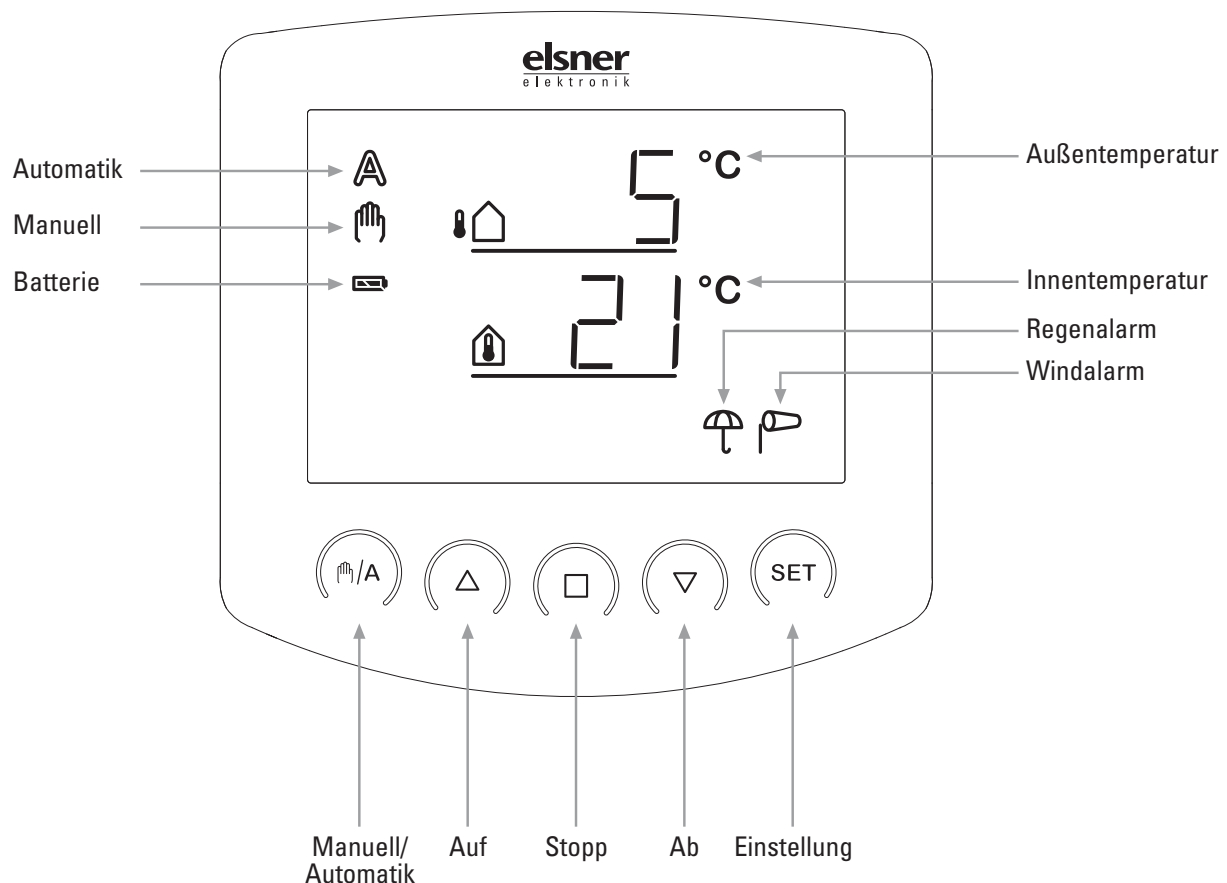 elsner
elektronik
Automatik
A
5 °C
Außentemperatur
Manuell
Batterie
21 °C
Innentemperatur
Regenalarm
Windalarm
/A
SET
Manuell/
Automatik
Auf
Stopp
Ab
Einstellung